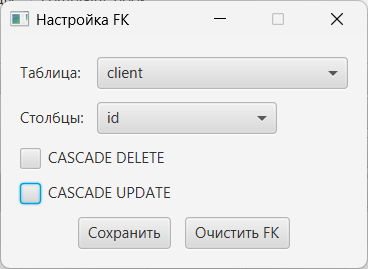 Настройка FK
Таблица: client
Столбцы: id
CASCADE DELETE
CASCADE UPDATE
Сохранить Очистить FK